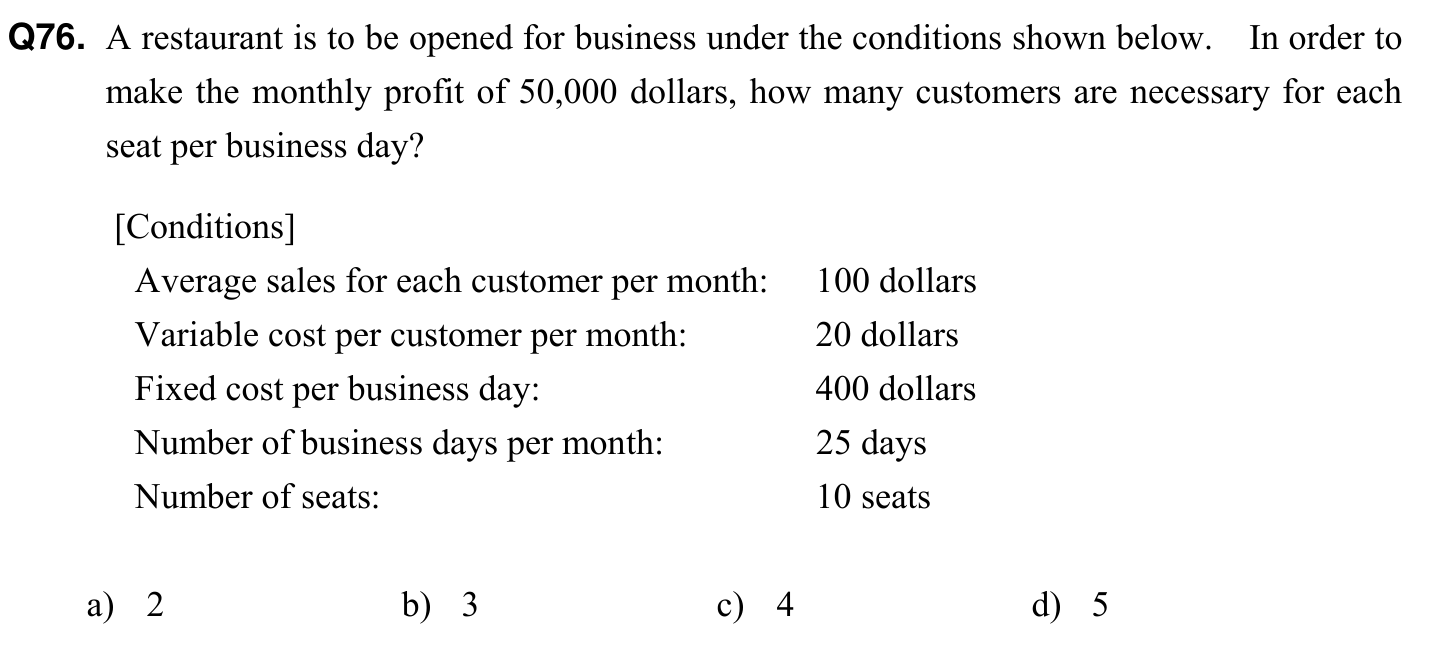 Q76. A restaurant is to be opened for business under the conditions shown below. In order to
make the monthly profit of 50,000 dollars, how many customers are necessary for each
seat per business day?
[Conditions]
Average sales for each customer per month: 100 dollars
Variable cost per customer per month: 20 dollars
Fixed cost per business day: 400 dollars
Number of business days per month: 25 days
Number of seats: 10 seats
a) 2 b) 3 c) 4 d) 5